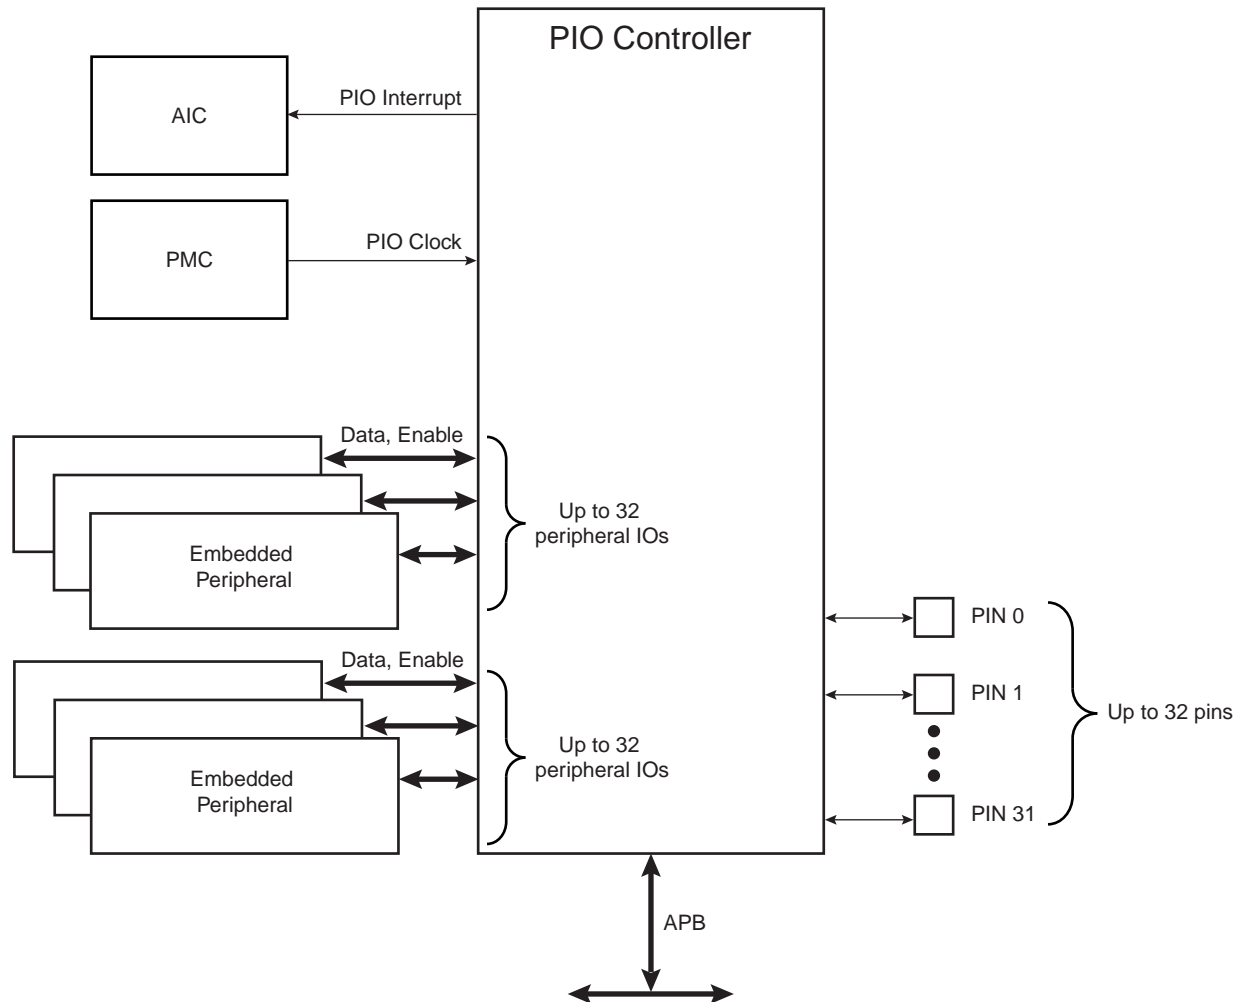 PIO Controller
PIO Interrupt
AIC
PIO Clock
PMC
Data, Enable
Up to 32
peripheral IOs
Embedded
Peripheral
PIN 0
Data, Enable
PIN 1
Up to 32 pins
Up to 32
peripheral IOs
Embedded
Peripheral
PIN 31
APB